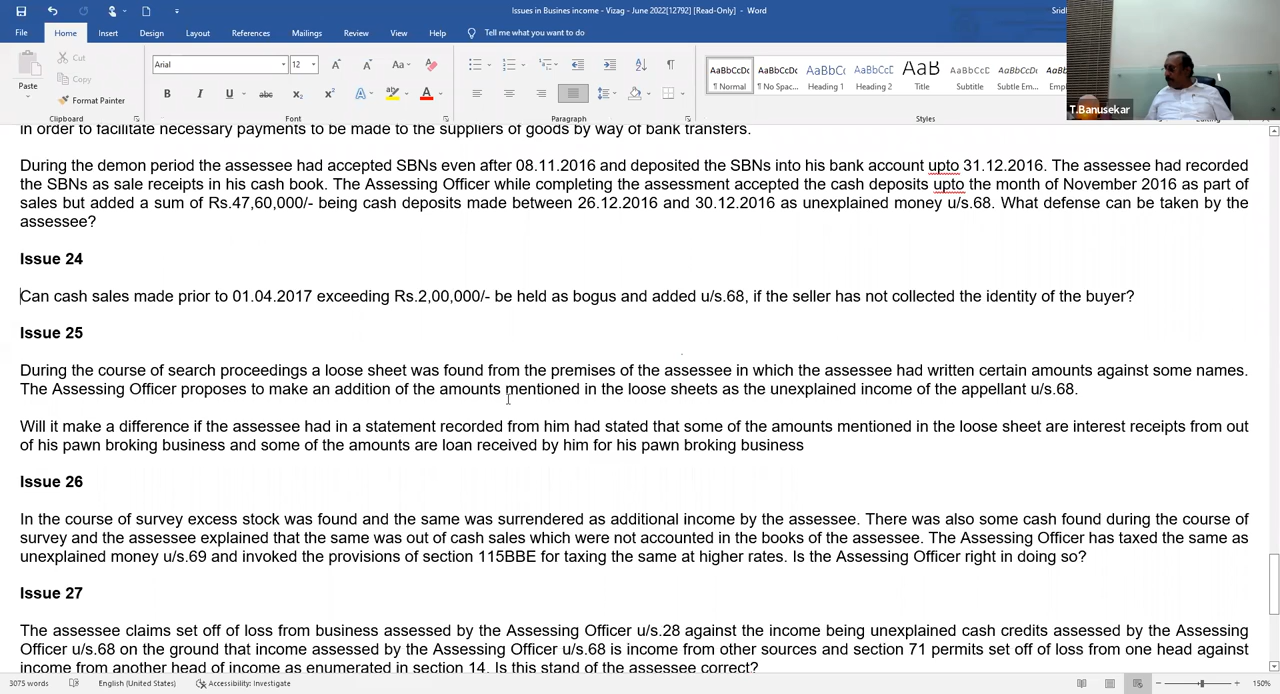 Issues in Busines income - Vizag - June 2022[12792] [Read-Only] - Word
Sridh
File Home Insert Design Layout References Mailings Review View Help Tell me what you want to do
Paste
Cut
Copy
Format Painter
Clipboard
Arial 12
Font
Paragraph
AaBbCcDc AaBbCcDc AaBbCc AaBbCcC AaB AaBbCcD AaBbCcDc AaBbCcDc
¶ Normal ¶ No Spac... Heading 1 Heading 2 Title Subtitle Subtle Em...
Styles
T.Banusekar
in order to facilitate necessary payments to be made to the suppliers of goods by way of bank transfers.
During the demon period the assessee had accepted SBNs even after 08.11.2016 and deposited the SBNs into his bank account upto 31.12.2016. The assessee had recorded
the SBNs as sale receipts in his cash book. The Assessing Officer while completing the assessment accepted the cash deposits upto the month of November 2016 as part of
sales but added a sum of Rs.47,60,000/- being cash deposits made between 26.12.2016 and 30.12.2016 as unexplained money u/s.68. What defense can be taken by the
assessee?
Issue 24
Can cash sales made prior to 01.04.2017 exceeding Rs.2,00,000/- be held as bogus and added u/s.68, if the seller has not collected the identity of the buyer?
Issue 25
During the course of search proceedings a loose sheet was found from the premises of the assessee in which the assessee had written certain amounts against some names.
The Assessing Officer proposes to make an addition of the amounts mentioned in the loose sheets as the unexplained income of the appellant u/s.68.
Will it make a difference if the assessee had in a statement recorded from him had stated that some of the amounts mentioned in the loose sheet are interest receipts from out
of his pawn broking business and some of the amounts are loan received by him for his pawn broking business
Issue 26
In the course of survey excess stock was found and the same was surrendered as additional income by the assessee. There was also some cash found during the course of
survey and the assessee explained that the same was out of cash sales which were not accounted in the books of the assessee. The Assessing Officer has taxed the same as
unexplained money u/s.69 and invoked the provisions of section 115BBE for taxing the same at higher rates. Is the Assessing Officer right in doing so?
Issue 27
The assessee claims set off of loss from business assessed by the Assessing Officer u/s.28 against the income being unexplained cash credits assessed by the Assessing
Officer u/s.68 on the ground that income assessed by the Assessing Officer u/s.68 is income from other sources and section 71 permits set off of loss from one head against
income from another head of income as enumerated in section 14. Is this stand of the assessee correct?
3075 words English (United States) Accessibility: Investigate 150%